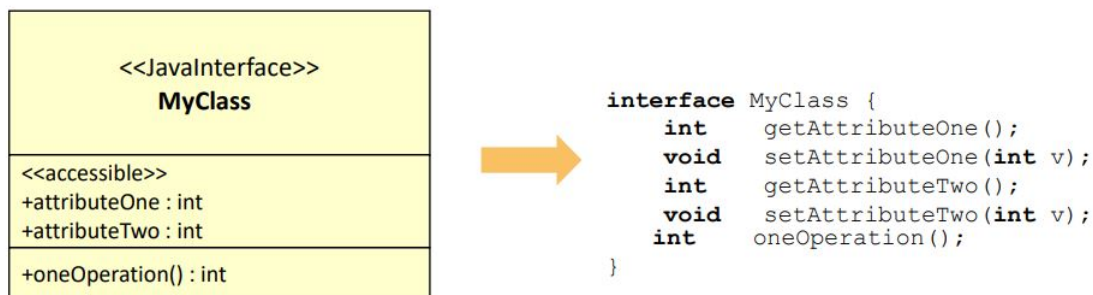 <<JavaInterface>>
MyClass
<<accessible>>
+attributeOne : int
+attributeTwo : int
+oneOperation() : int
interface MyClass {
int getAttributeOne();
void setAttributeOne(int v);
int getAttributeTwo();
void setAttributeTwo(int v);
int oneOperation();
}